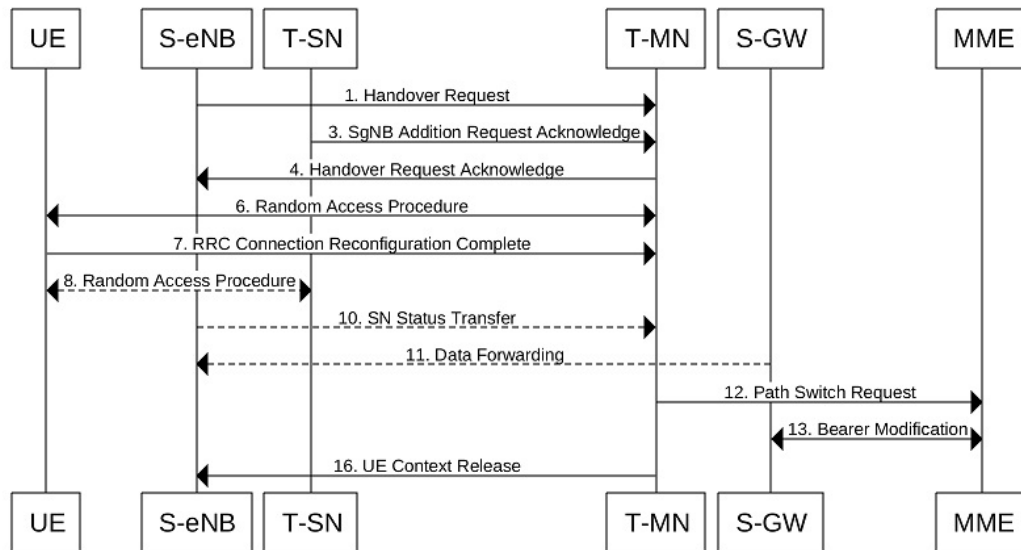 UE S-eNB T-SN T-MN S-GW MME
1. Handover Request
3. SgNB Addition Request Acknowledge
4. Handover Request Acknowledge
6. Random Access Procedure
7. RRC Connection Reconfiguration Complete
8. Random Access Procedure
10. SN Status Transfer
11. Data Forwarding
12. Path Switch Request
13. Bearer Modification
16. UE Context Release
UE S-eNB T-SN T-MN S-GW MME